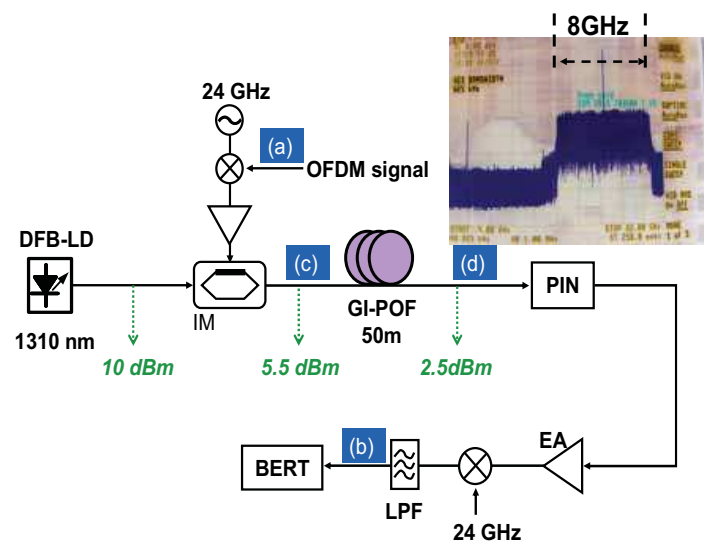 8GHz
24 GHz
(a)
OFDM signal
DFB-LD
(c)
(d)
IM
GI-POF
50m
PIN
1310 nm
10 dBm
5.5 dBm
2.5dBm
EA
(b)
BERT
LPF
24 GHz